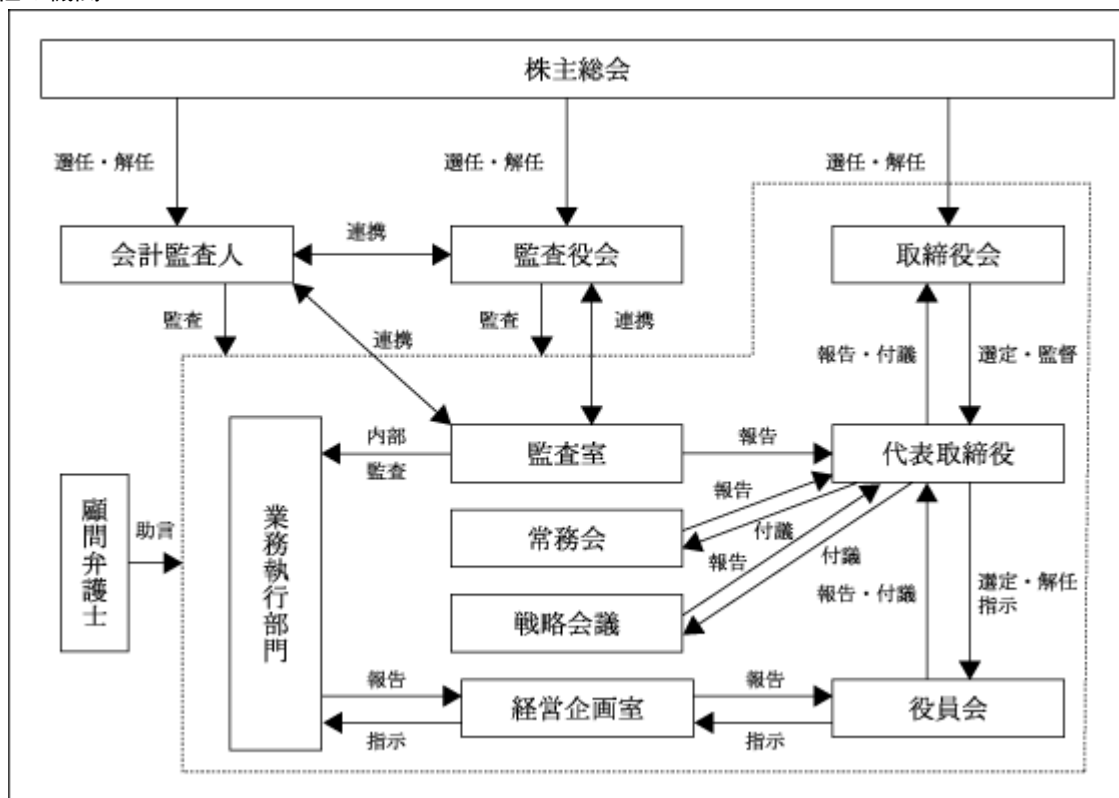 株主総会
選任・解任
選任・解任
選任・解任
会計監査人
連携
監査役会
取締役会
監査
連携
監査
連携
報告・付議
選定・監督
内部
監査
監査室
報告
代表取締役
顧問弁護士
助言
業務執行部門
常務会
報告
付議
戦略会議
報告
付議
報告・付議
選定・解任
指示
報告
経営企画室
報告
役員会
指示
指示